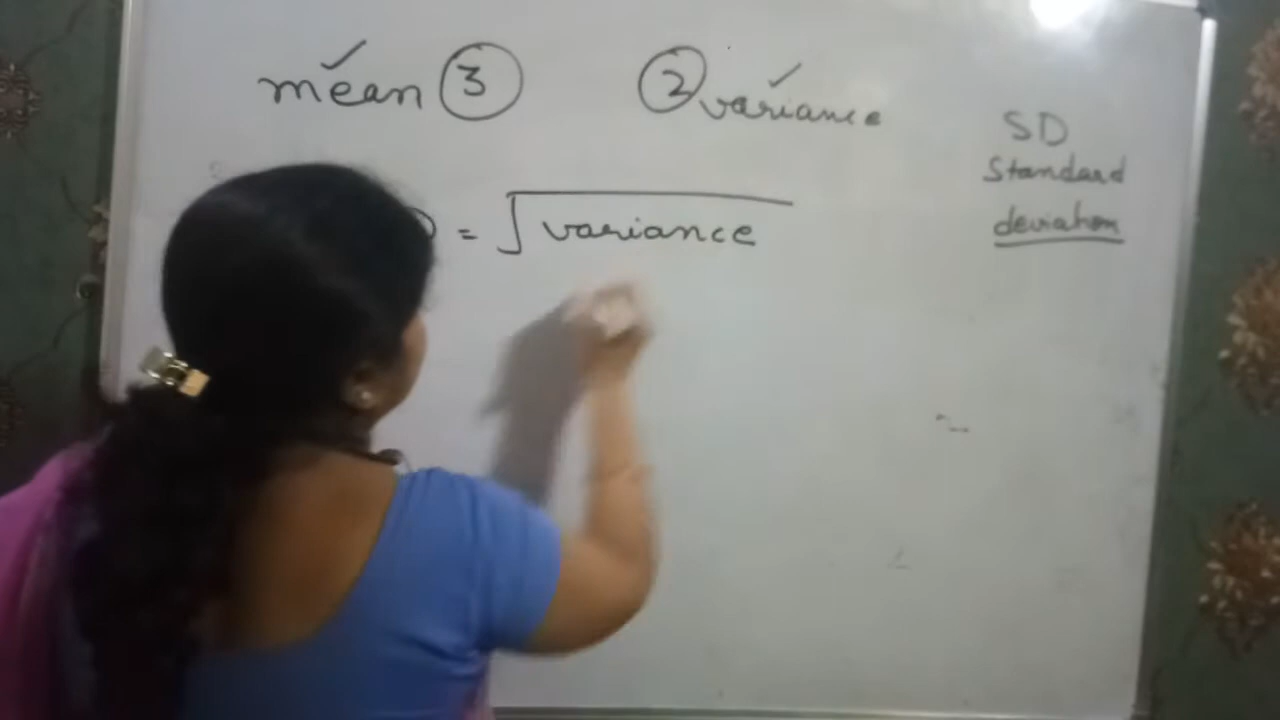 mean 3
2 variance
SD
Standard
deviation
= √variance